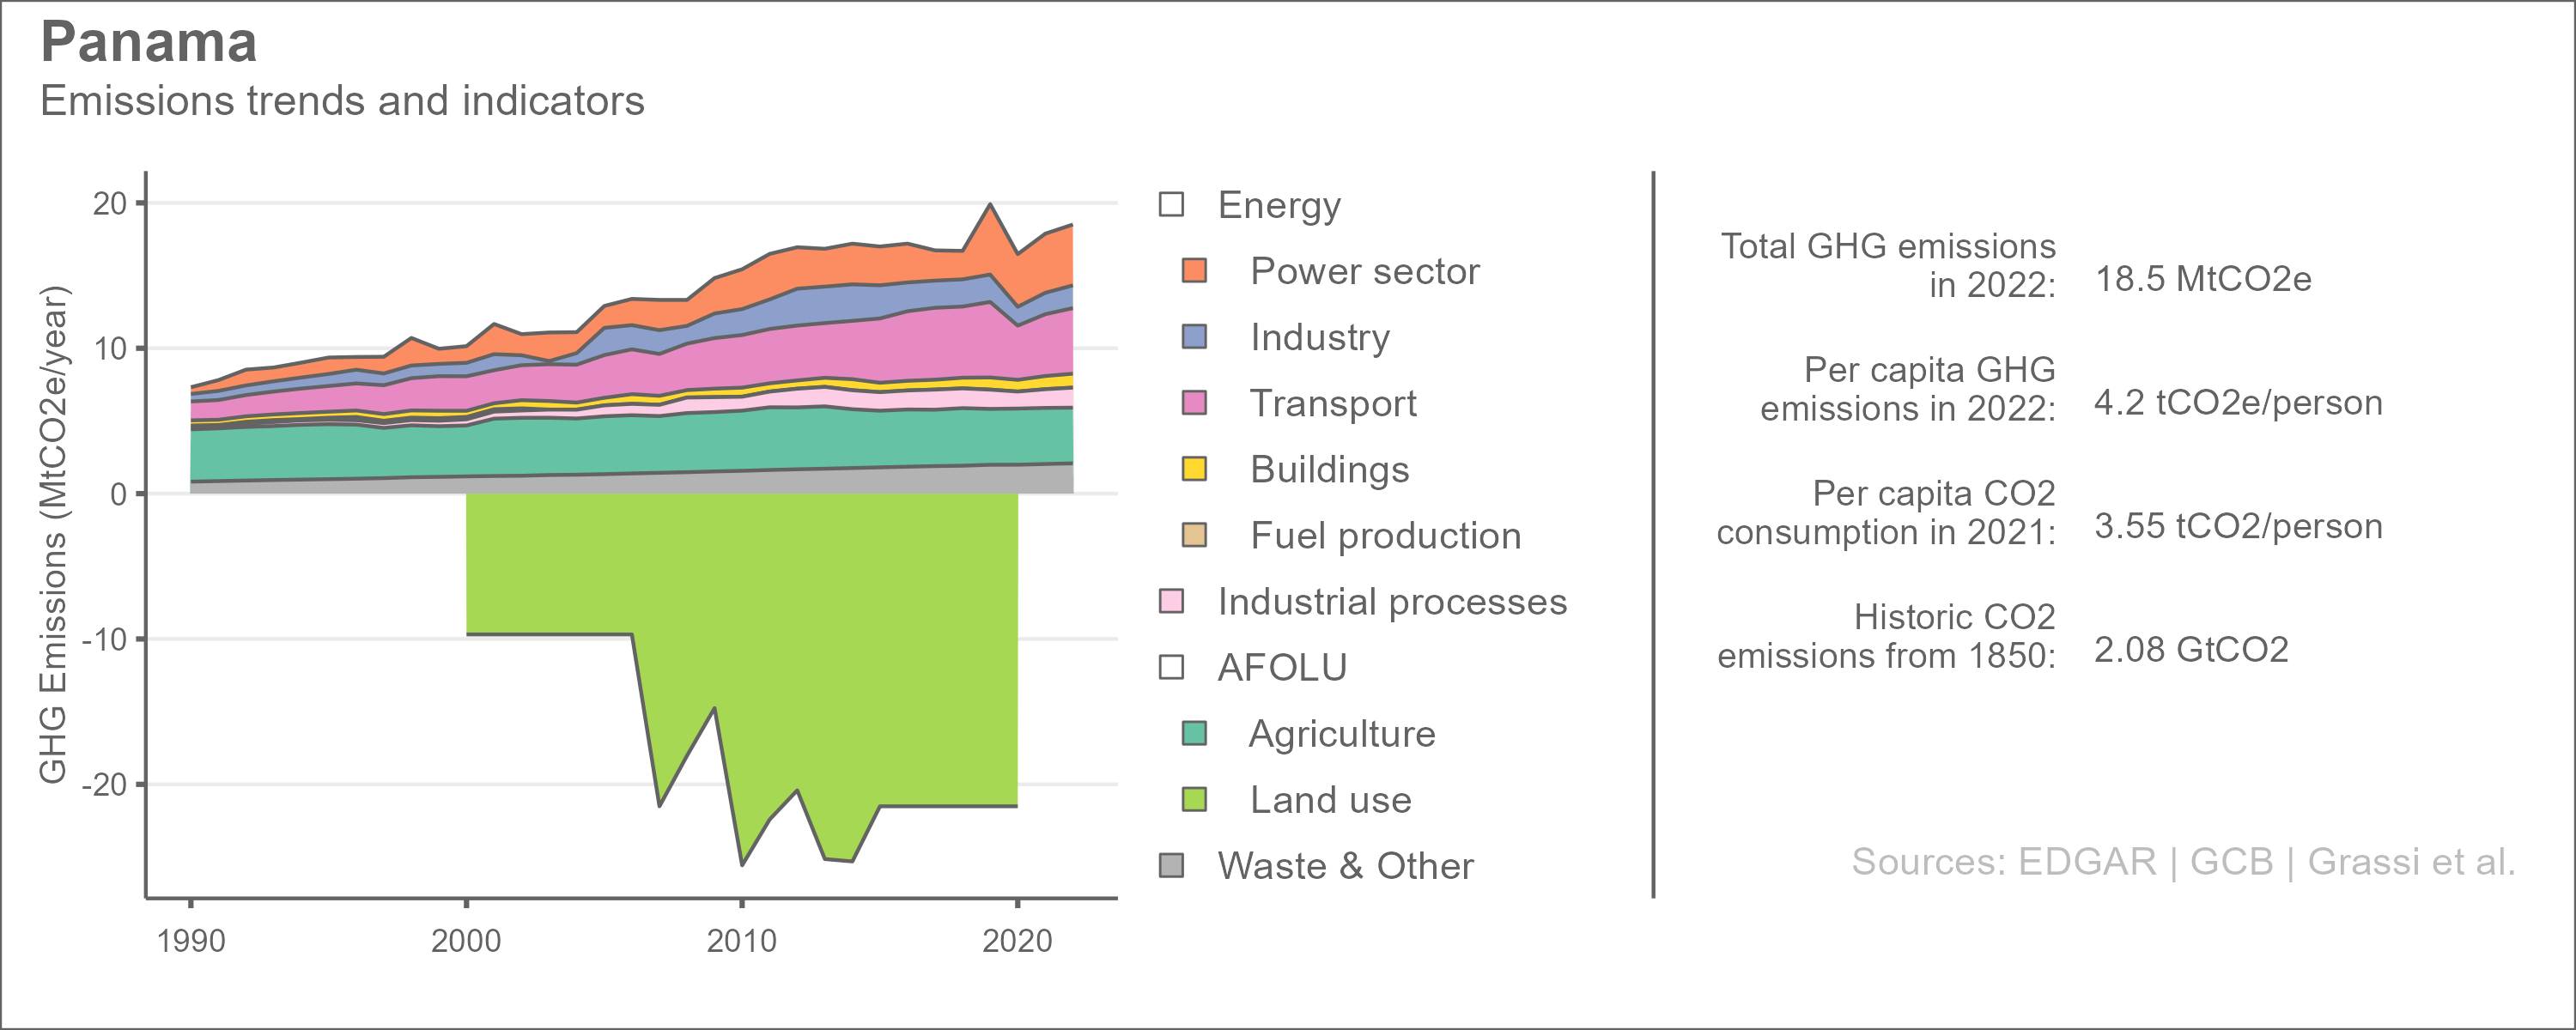 Panama
Emissions trends and indicators
GHG Emissions (MtCO2e/year)
20
10
0
-10
-20
1990
2000
2010
2020
Energy
Power sector
Industry
Transport
Buildings
Fuel production
Industrial processes
AFOLU
Agriculture
Land use
Waste & Other
Total GHG emissions
in 2022:
18.5 MtCO2e
Per capita GHG
emissions in 2022:
4.2 tCO2e/person
Per capita CO2
consumption in 2021:
3.55 tCO2/person
Historic CO2
emissions from 1850:
2.08 GtCO2
Sources: EDGAR | GCB | Grassi et al.